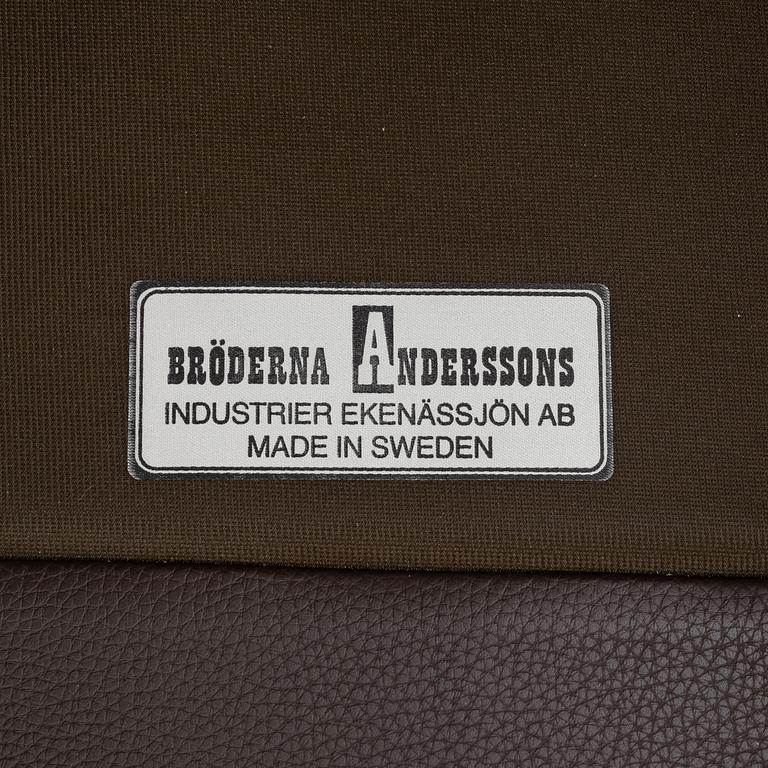 BRÖDERNA ANDERSSONS
INDUSTRIER EKENÄSSJÖN AB
MADE IN SWEDEN